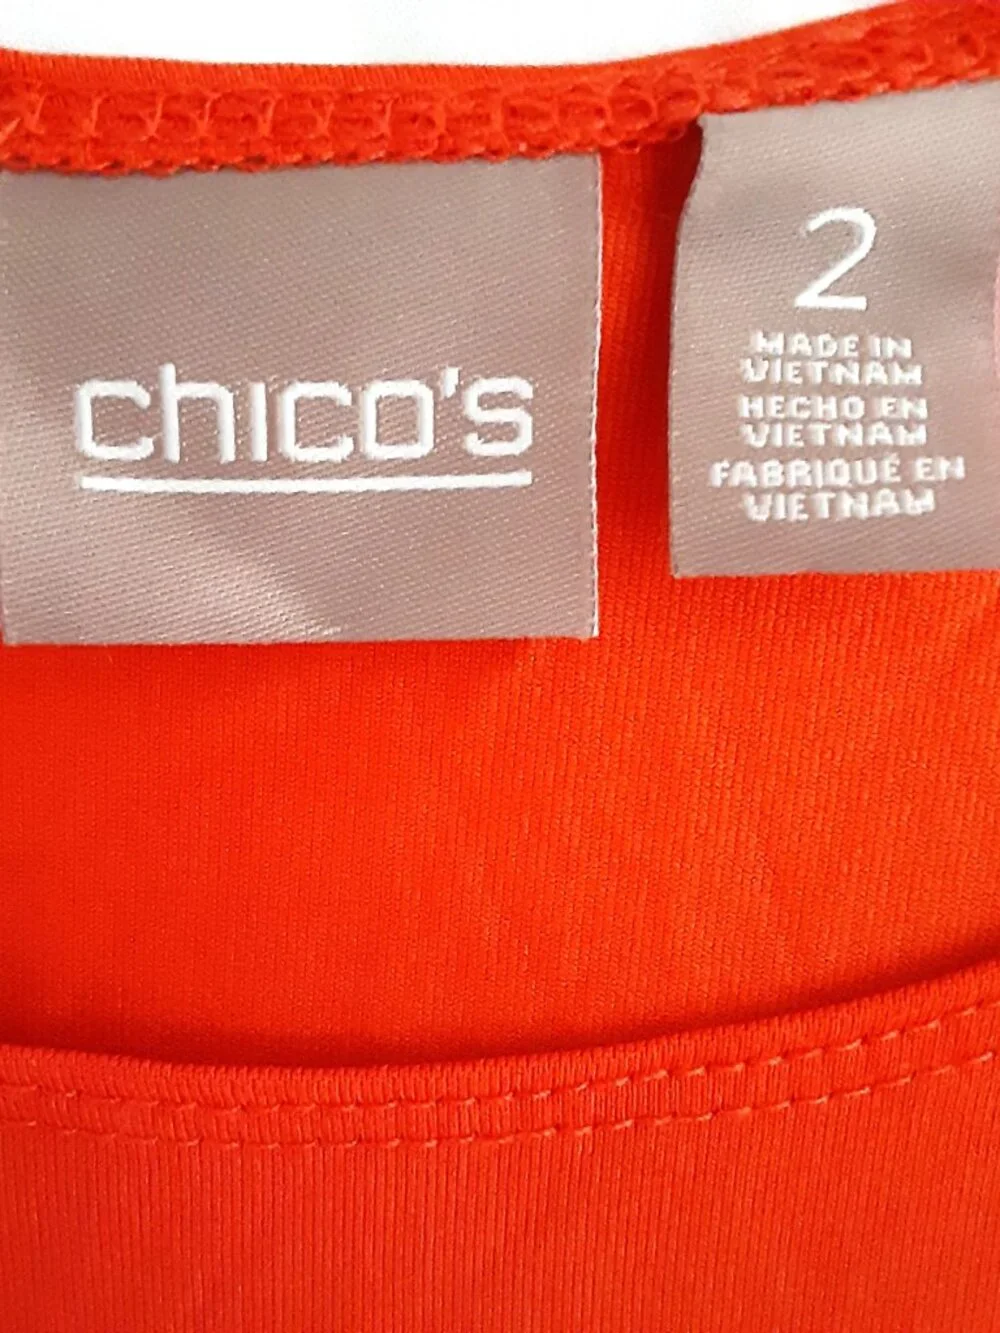 chico's
2
MADE IN
VIETNAM
HECHO EN
VIETNAM
FABRIQUÉ EN
VIETNAM